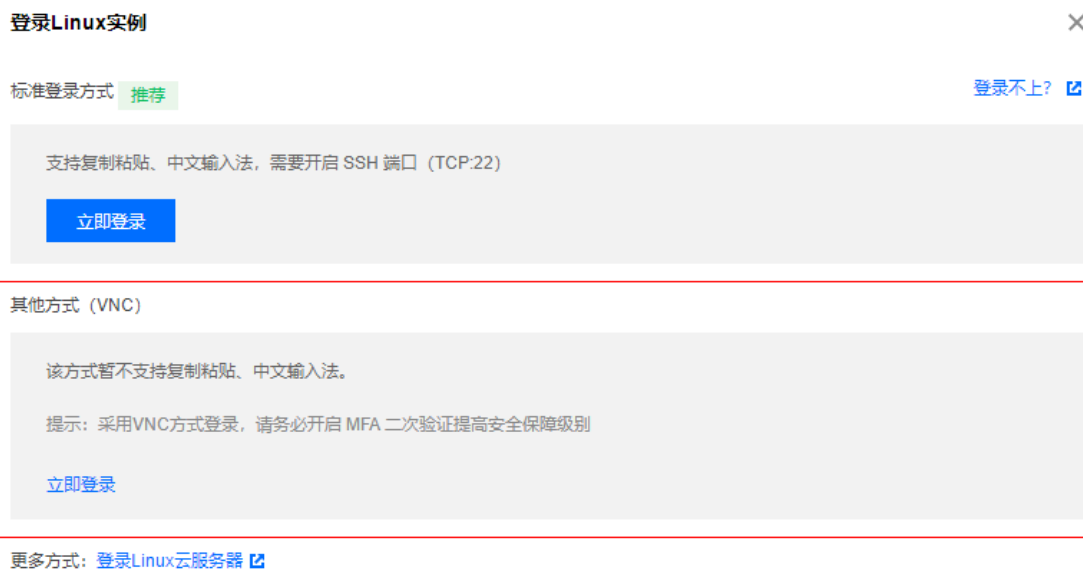 登录Linux实例
标准登录方式 推荐 登录不上？
支持复制粘贴、中文输入法，需要开启 SSH 端口（TCP:22）
立即登录
其他方式（VNC）
该方式暂不支持复制粘贴、中文输入法。
提示：采用VNC方式登录，请务必开启 MFA 二次验证提高安全保障级别
立即登录
更多方式：登录Linux云服务器